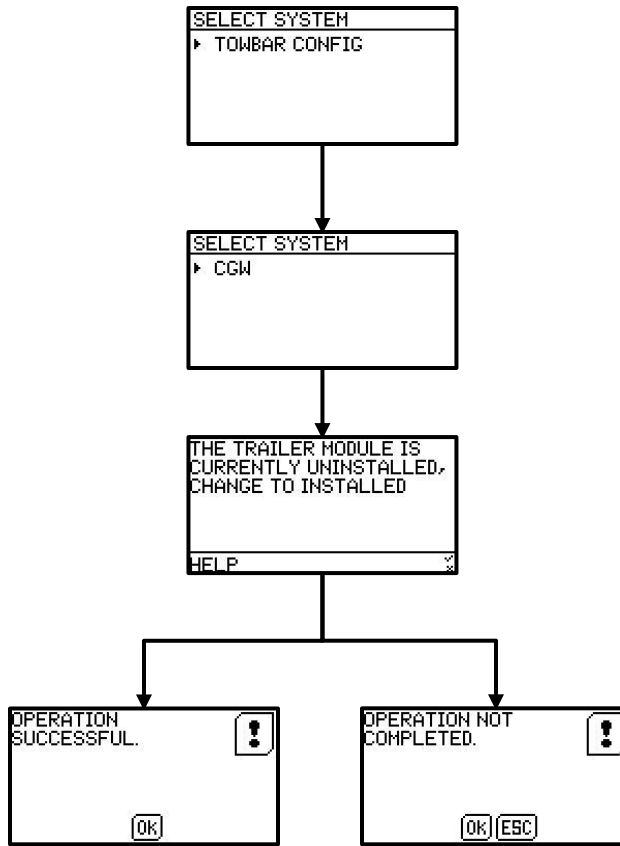 SELECT SYSTEM
TOWBAR CONFIG
SELECT SYSTEM
CGW
THE TRAILER MODULE IS
CURRENTLY UNINSTALLED,
CHANGE TO INSTALLED
HELP
OPERATION
SUCCESSFUL.
OK
OPERATION NOT
COMPLETED.
OK ESC